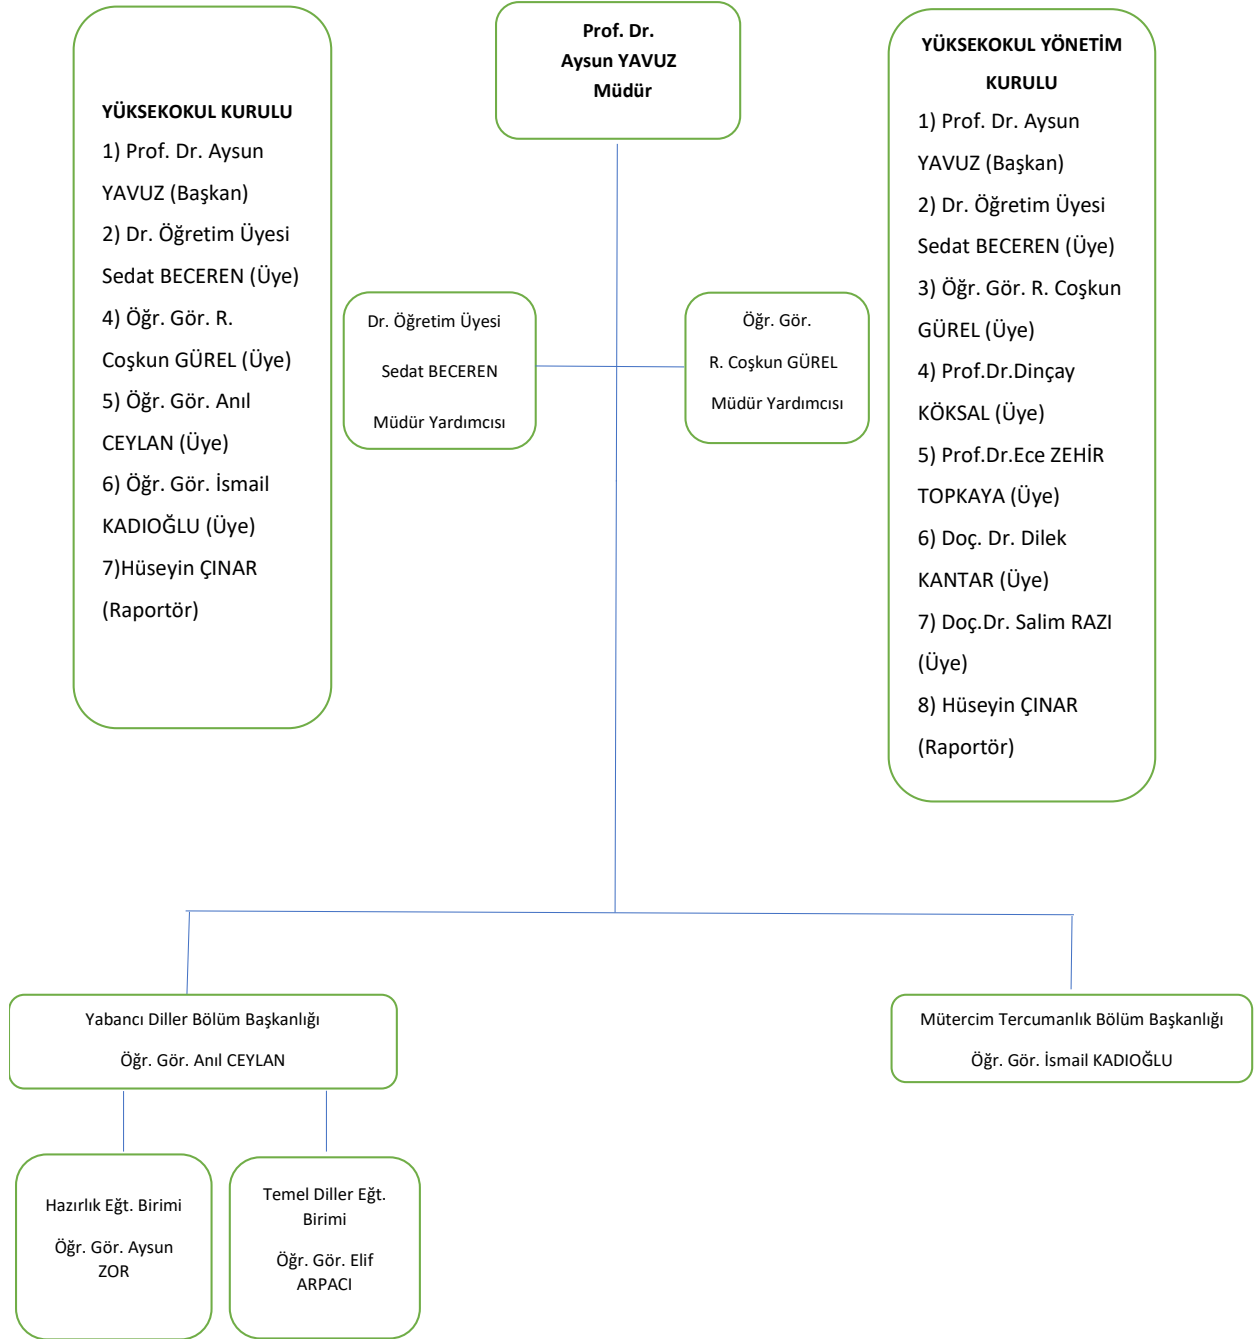 YÜKSEKOKUL KURULU
1) Prof. Dr. Aysun
YAVUZ (Başkan)
2) Dr. Öğretim Üyesi
Sedat BECEREN (Üye)
4) Öğr. Gör. R.
Coşkun GÜREL (Üye)
5) Öğr. Gör. Anıl
CEYLAN (Üye)
6) Öğr. Gör. İsmail
KADIOĞLU (Üye)
7)Hüseyin ÇINAR
(Raportör)
Prof. Dr.
Aysun YAVUZ
Müdür
YÜKSEKOKUL YÖNETİM
KURULU
1) Prof. Dr. Aysun
YAVUZ (Başkan)
2) Dr. Öğretim Üyesi
Sedat BECEREN (Üye)
3) Öğr. Gör. R. Coşkun
GÜREL (Üye)
4) Prof.Dr.Dinçay
KÖKSAL (Üye)
5) Prof.Dr.Ece ZEHİR
TOPKAYA (Üye)
6) Doç. Dr. Dilek
KANTAR (Üye)
7) Doç.Dr. Salim RAZI
(Üye)
8) Hüseyin ÇINAR
(Raportör)
Dr. Öğretim Üyesi
Sedat BECEREN
Müdür Yardımcısı
Öğr. Gör.
R. Coşkun GÜREL
Müdür Yardımcısı
Yabancı Diller Bölüm Başkanlığı
Öğr. Gör. Anıl CEYLAN
Mütercim Tercumanlık Bölüm Başkanlığı
Öğr. Gör. İsmail KADIOĞLU
Hazırlık Eğt. Birimi
Öğr. Gör. Aysun
ZOR
Temel Diller Eğt.
Birimi
Öğr. Gör. Elif
ARPACI